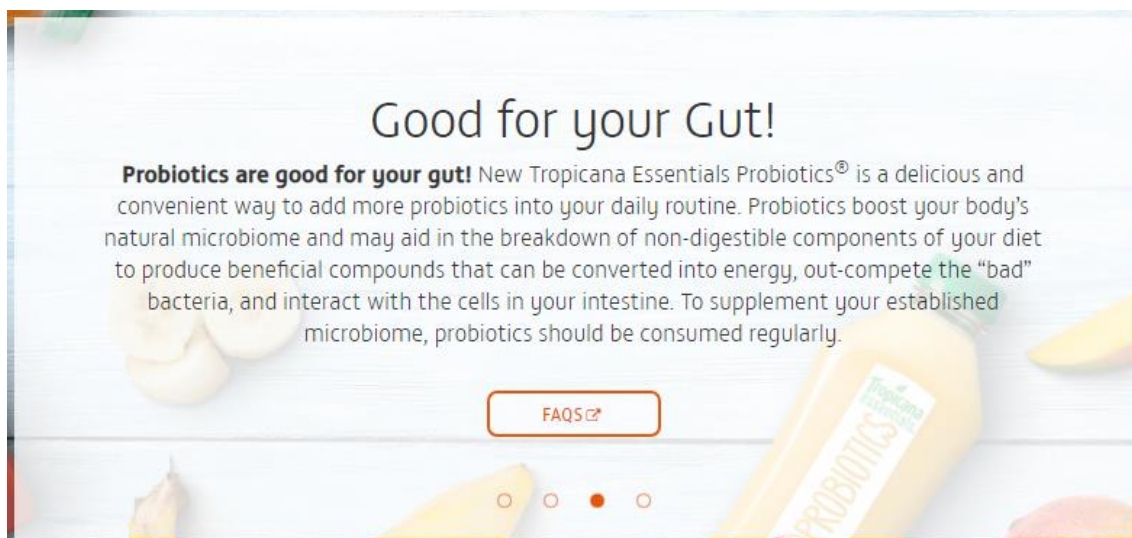 Good for your Gut!
Probiotics are good for your gut! New Tropicana Essentials Probiotics® is a delicious and
convenient way to add more probiotics into your daily routine. Probiotics boost your body's
natural microbiome and may aid in the breakdown of non-digestible components of your diet
to produce beneficial compounds that can be converted into energy, out-compete the “bad”
bacteria, and interact with the cells in your intestine. To supplement your established
microbiome, probiotics should be consumed regularly.
FAQS
Tropicana
Essentials
PROBIOTICS